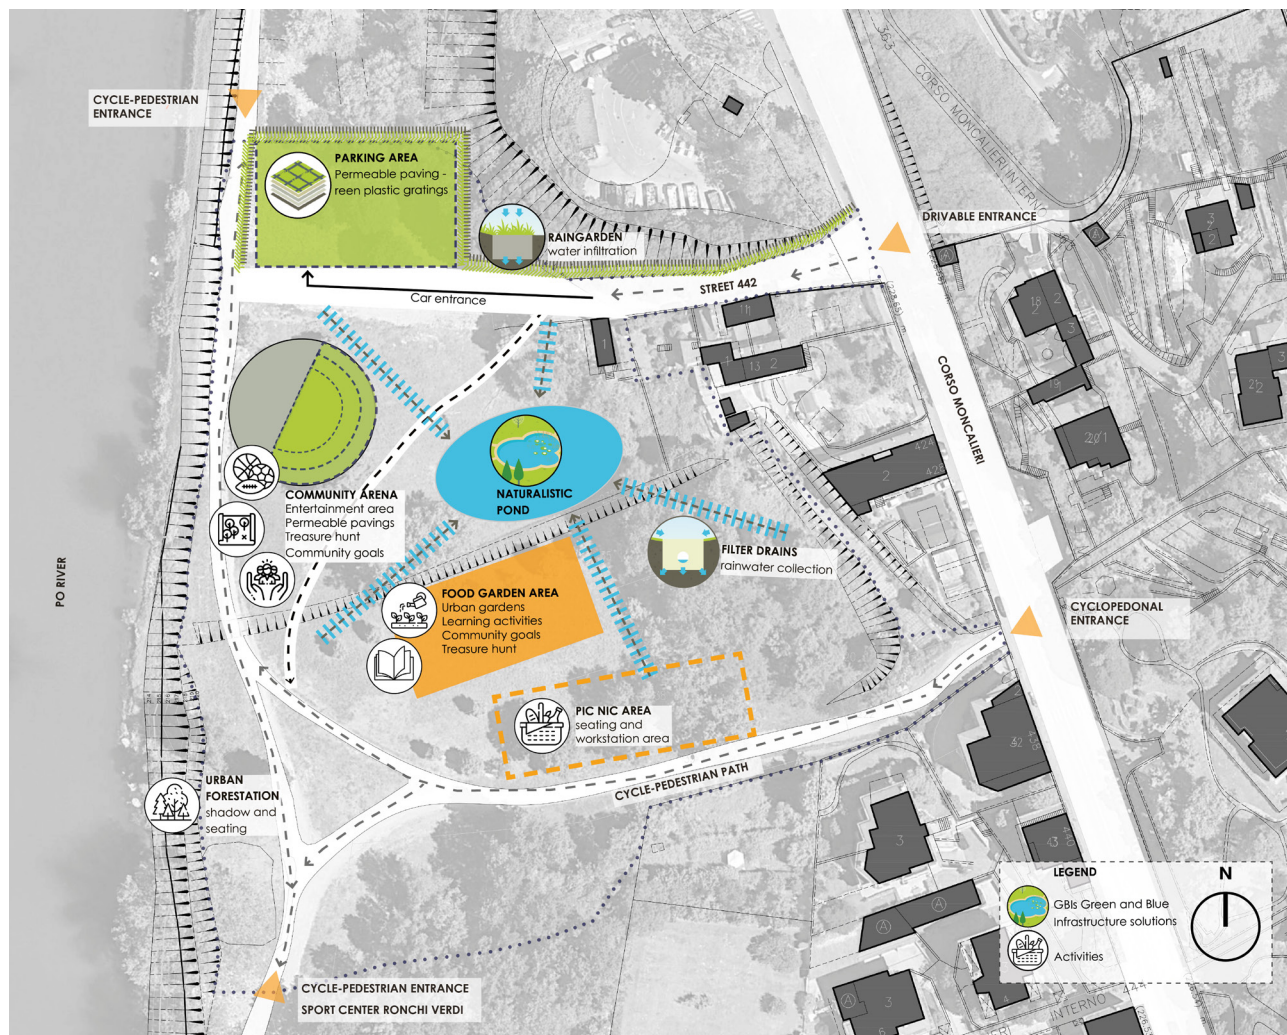 CYCLE-PEDESTRIAN
ENTRANCE
PARKING AREA
Permeable paving -
reen plastic gratings
RAINGARDEN
water infiltration
363
CORSO MONCALIERI INTERNO
DRIVABLE ENTRANCE
STREET 442
Car entrance
CORSO MONCALIERI
NATURALISTIC
POND
COMMUNITY ARENA
Entertainment area
Permeable pavings
Treasure hunt
Community goals
FILTER DRAINS
rainwater collection
PO RIVER
FOOD GARDEN AREA
Urban gardens
Learning activities
Community goals
Treasure hunt
CYCLOPEDONAL
ENTRANCE
PIC NIC AREA
seating and
workstation area
CYCLE-PEDESTRIAN PATH
URBAN
FORESTATION
shadow and
seating
LEGEND
GBIs Green and Blue
Infrastructure solutions
Activities
N
CYCLE-PEDESTRIAN ENTRANCE
SPORT CENTER RONCHI VERDI
INTERNO